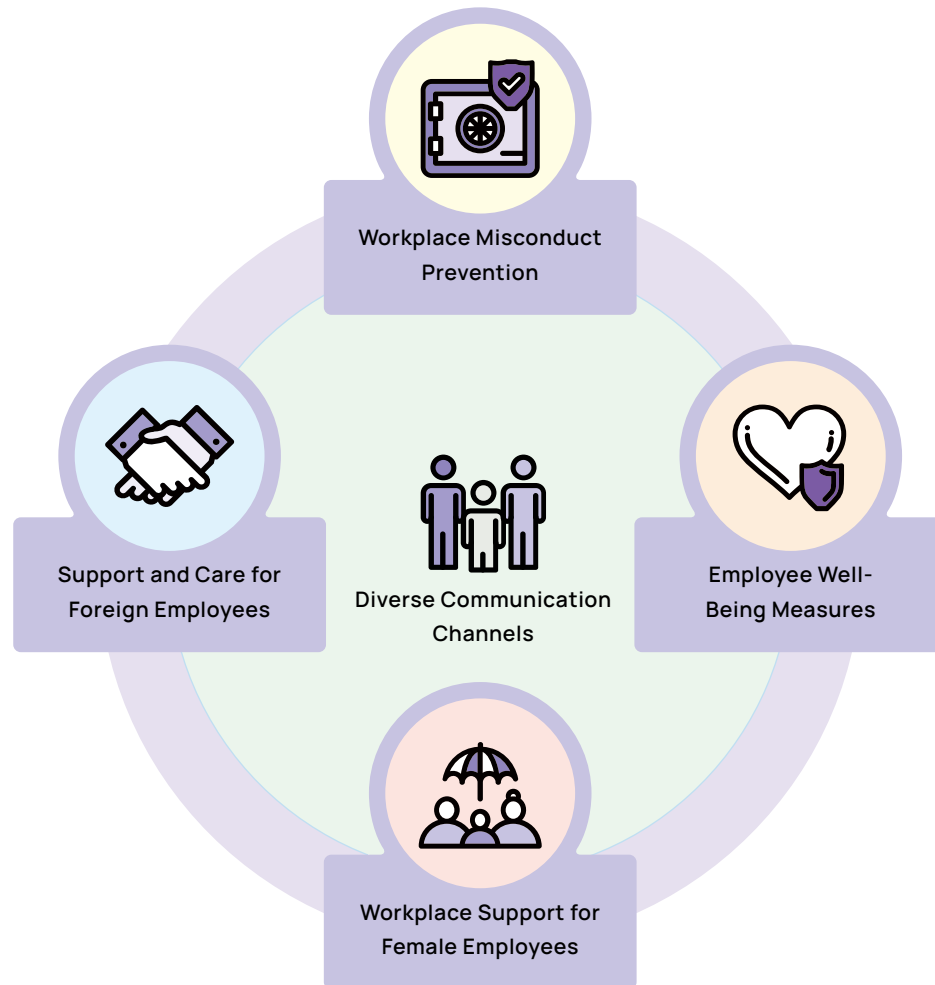 Workplace Misconduct
Prevention
Support and Care for
Foreign Employees
Diverse Communication
Channels
Employee Well-
Being Measures
Workplace Support for
Female Employees